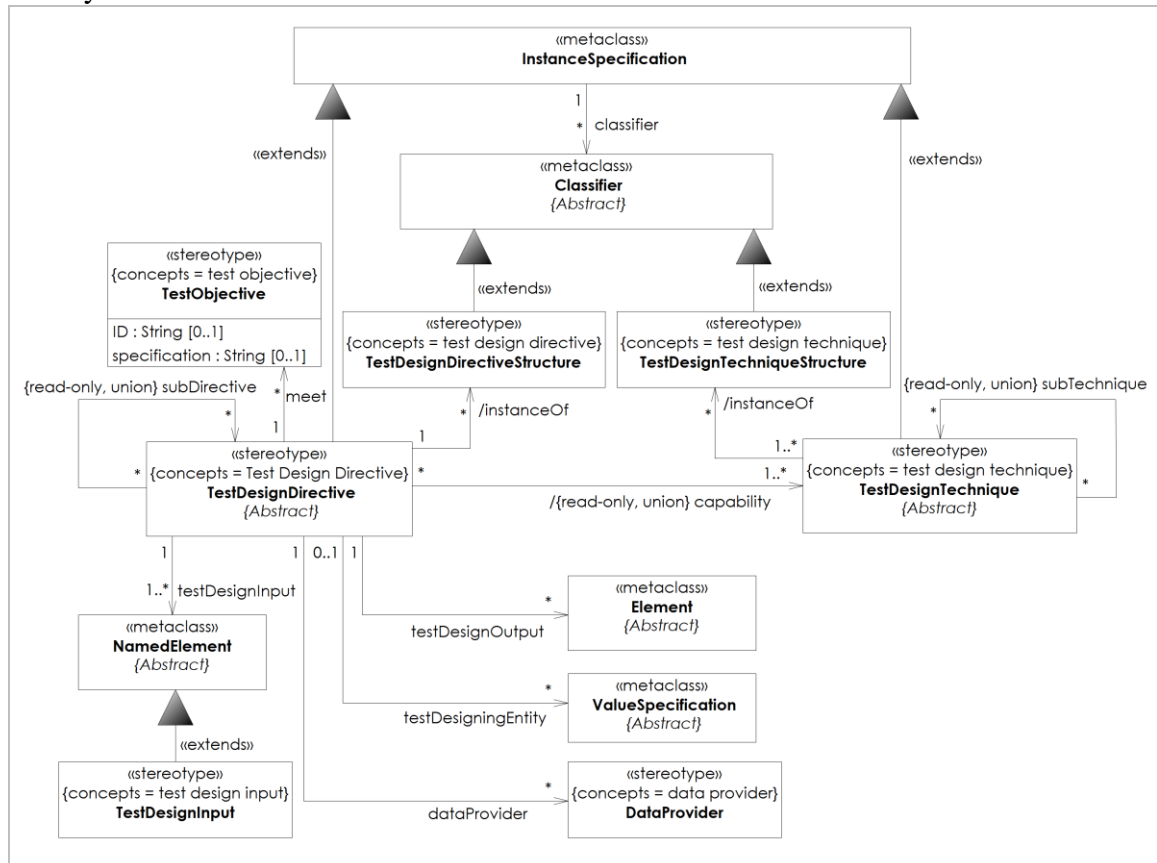 «metaclass»
InstanceSpecification
1
* classifier
«extends»
«extends»
«metaclass»
Classifier
{Abstract}
«stereotype»
{concepts = test objective}
TestObjective
ID : String [0..1]
specification : String [0..1]
«extends»
«extends»
«stereotype»
{concepts = test design directive}
TestDesignDirectiveStructure
«stereotype»
{concepts = test design technique}
TestDesignTechniqueStructure
{read-only, union} subDirective
*
* meet
1
* /instanceOf
1
* /instanceOf
1..*
{read-only, union} subTechnique
*
*
*
«stereotype»
{concepts = Test Design Directive}
TestDesignDirective
{Abstract}
*
1..*
/{read-only, union} capability
«stereotype»
{concepts = test design technique}
TestDesignTechnique
{Abstract}
1
1
0..1
1
1..* testDesignInput
«metaclass»
NamedElement
{Abstract}
*
testDesignOutput
«metaclass»
Element
{Abstract}
*
testDesigningEntity
«metaclass»
ValueSpecification
{Abstract}
«extends»
«stereotype»
{concepts = test design input}
TestDesignInput
*
dataProvider
«stereotype»
{concepts = data provider}
DataProvider